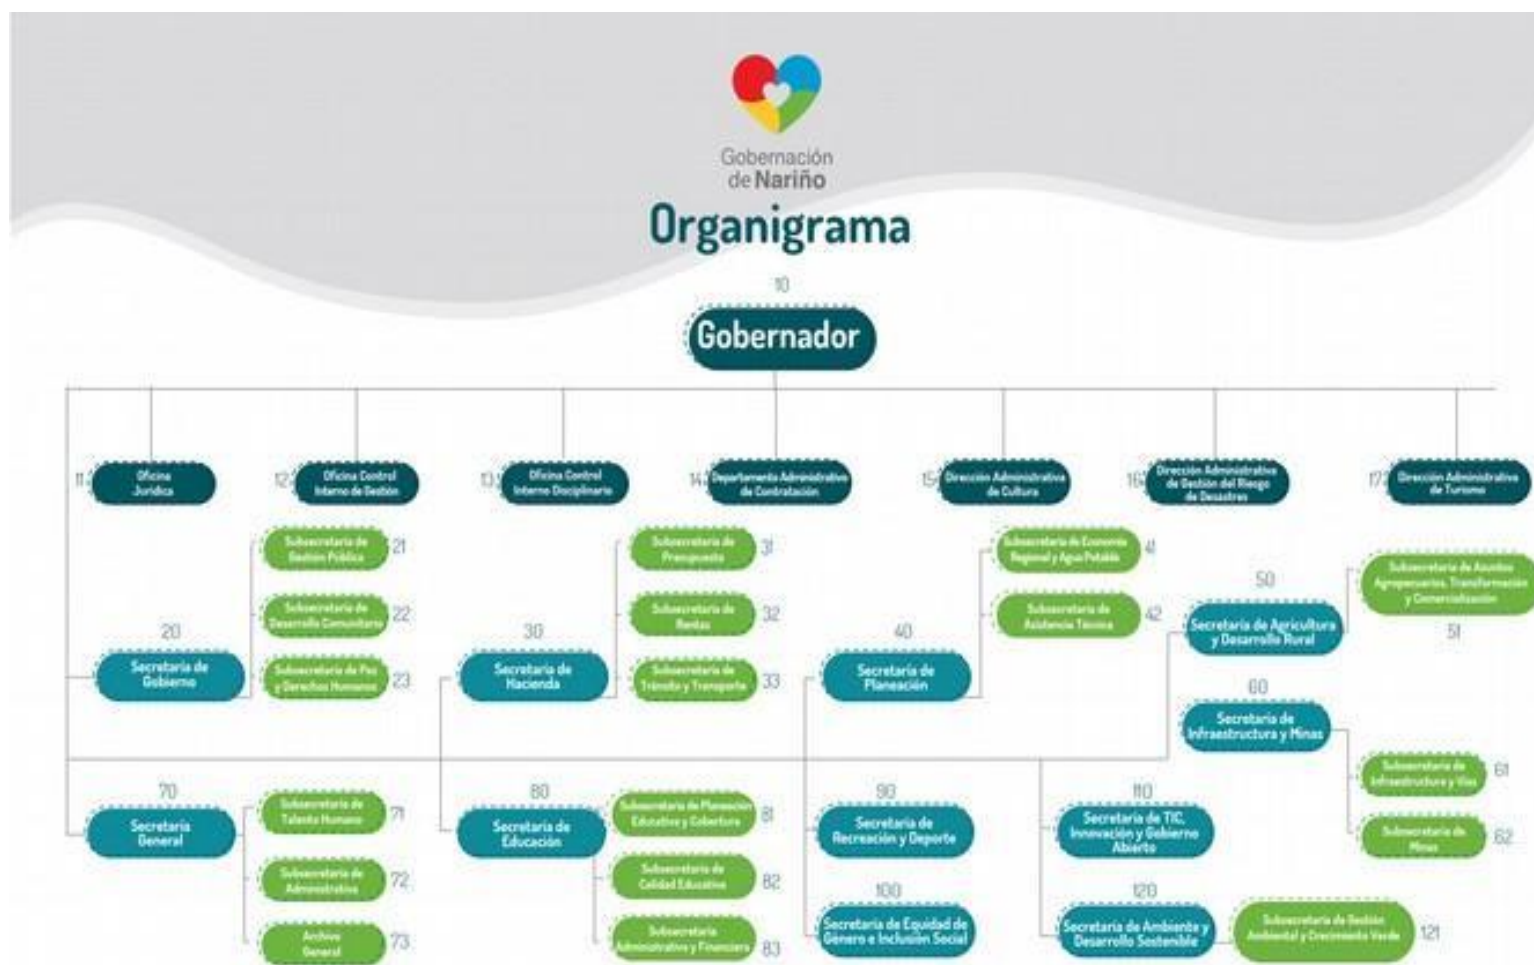 Gobernación
de Nariño
Organigrama
10
Gobernador
11
Oficina
Jurídica
12
Oficina Control
Interno de Gestión
13
Oficina Control
Interno Disciplinario
14
Departamento Administrativo
de Contratación
15
Dirección Administrativa
de Cultura
16
Dirección Administrativa
de Gestión del Riesgo
de Desastres
17
Dirección Administrativa
de Turismo
20
Secretaría de
Gobierno
Subsecretaría de
Gestión Pública
21
Subsecretaría de
Desarrollo Comunitario
22
Subsecretaría de Paz
y Derechos Humanos
23
30
Secretaría de
Hacienda
Subsecretaría de
Presupuesto
31
Subsecretaría de
Rentas
32
Subsecretaría de
Tránsito y Transporte
33
40
Secretaría de
Planeación
Subsecretaría de Economía
Regional y Agua Potable
41
Subsecretaría de
Asistencia Técnica
42
50
Secretaría de Agricultura
y Desarrollo Rural
Subsecretaría de Asuntos
Agropecuarios, Transformación
y Comercialización
51
60
Secretaría de
Infraestructura y Minas
Subsecretaría de
Infraestructura y Vías
61
Subsecretaría de
Minas
62
70
Secretaría
General
Subsecretaría de
Talento Humano
71
Subsecretaría de
Administrativa
72
Archivo
General
73
80
Secretaría de
Educación
Subsecretaría de Planeación
Educativa y Cobertura
81
Subsecretaría de
Calidad Educativa
82
Subsecretaría
Administrativa y Financiera
83
90
Secretaría de
Recreación y Deporte
100
Secretaría de Equidad de
Género e Inclusión Social
110
Secretaría de TIC,
Innovación y Gobierno
Abierto
120
Secretaría de Ambiente y
Desarrollo Sostenible
Subsecretaría de Gestión
Ambiental y Crecimiento Verde
121